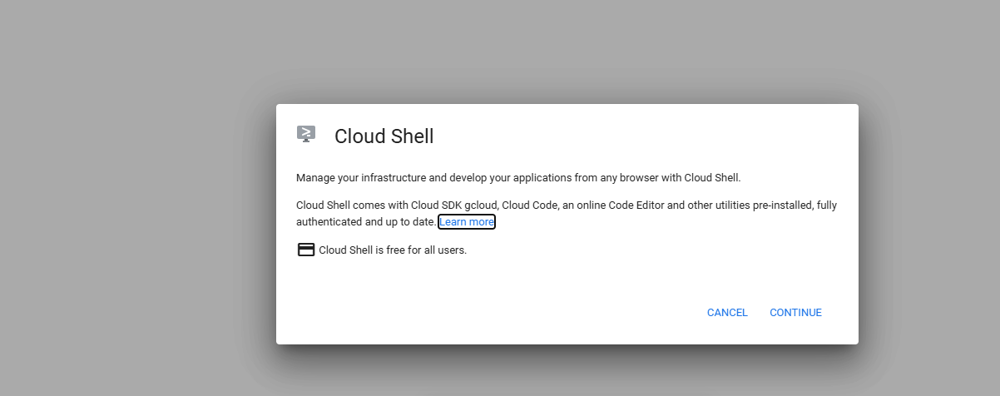 Cloud Shell
Manage your infrastructure and develop your applications from any browser with Cloud Shell.
Cloud Shell comes with Cloud SDK gcloud, Cloud Code, an online Code Editor and other utilities pre-installed, fully
authenticated and up to date. Learn more
Cloud Shell is free for all users.
CANCEL CONTINUE